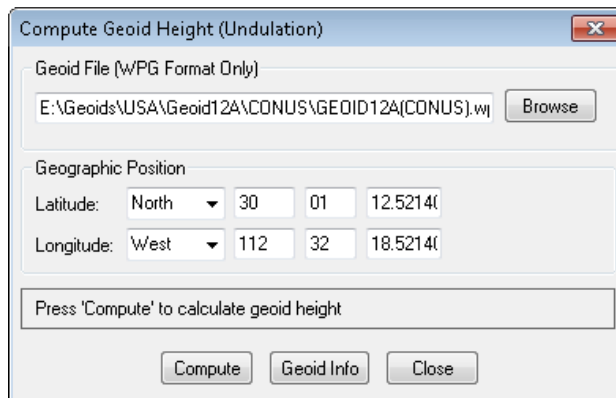 Compute Geoid Height (Undulation)
Geoid File (WPG Format Only)
E:\Geoids\USA\Geoid12A\CONUS\GEOID12A(CONUS).wp
Browse
Geographic Position
Latitude: North 30 01 12.52140
Longitude: West 112 32 18.52140
Press 'Compute' to calculate geoid height
Compute Geoid Info Close